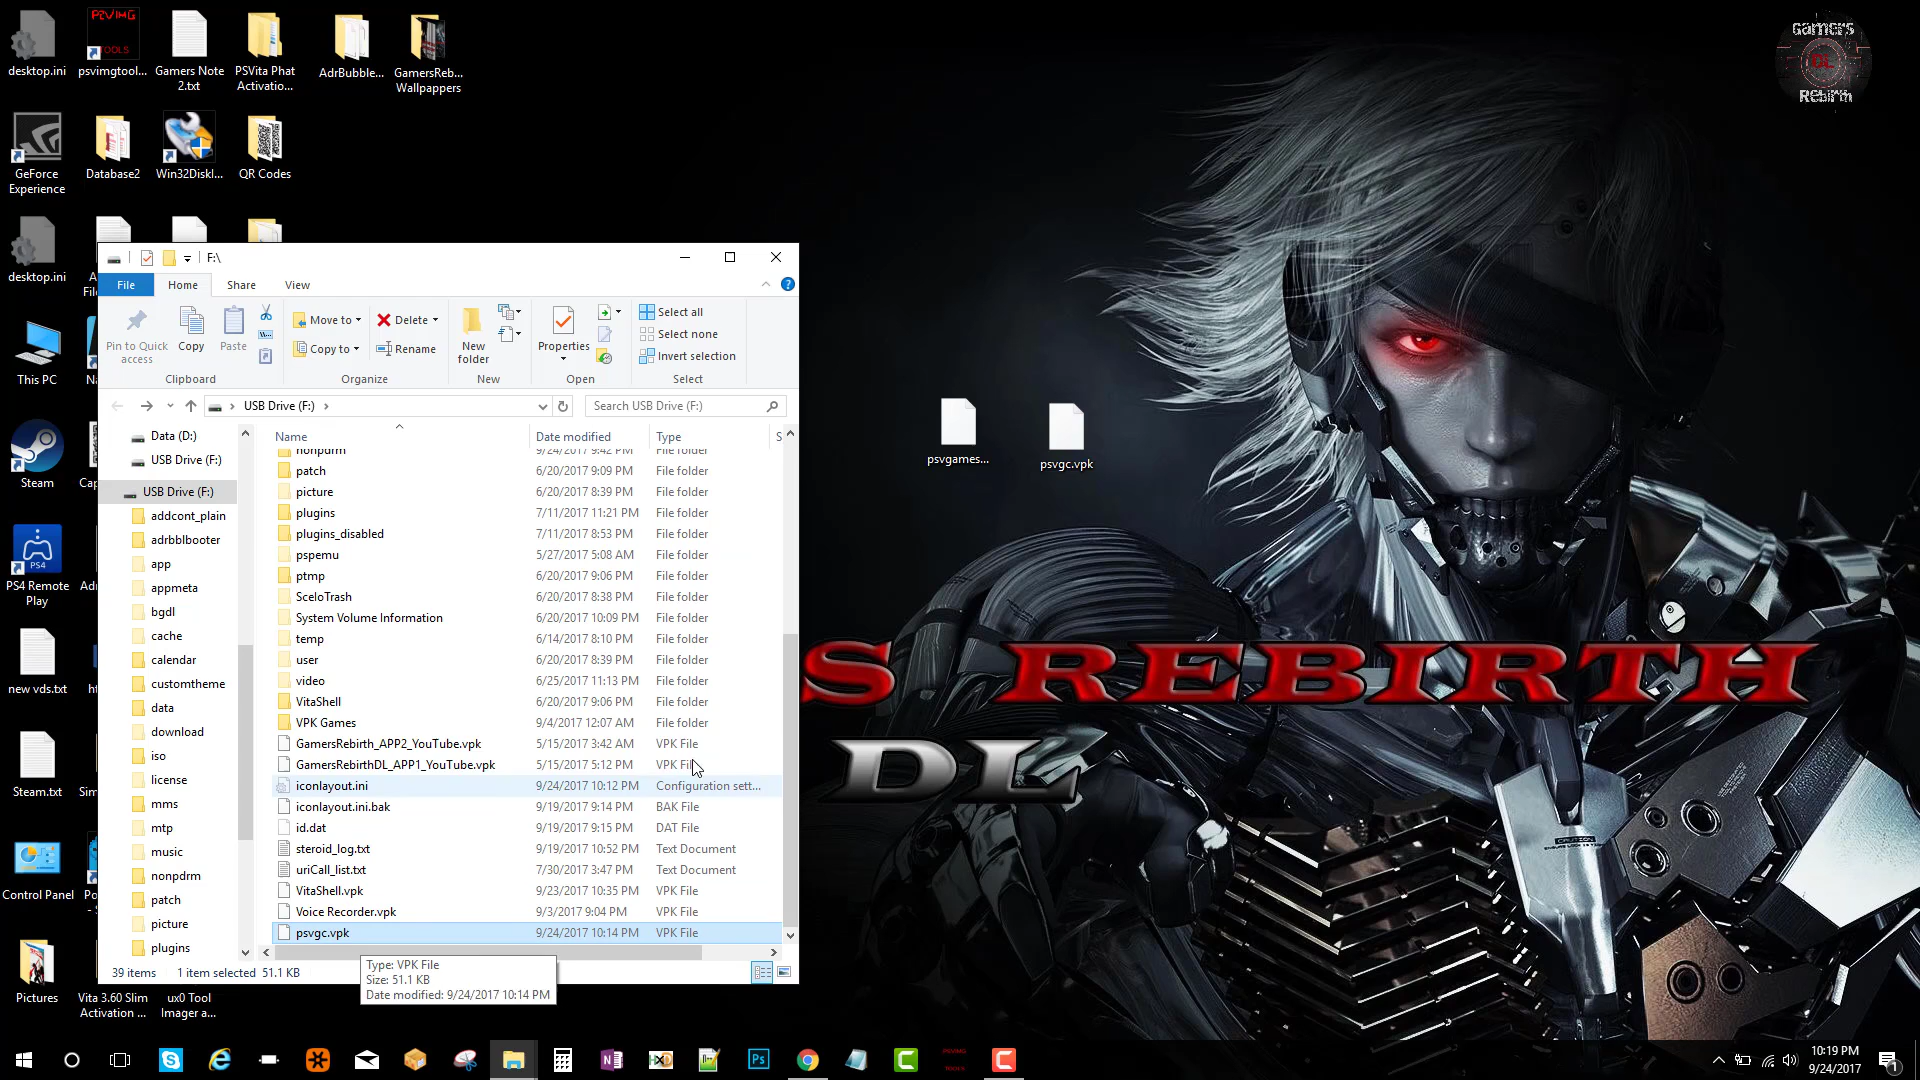 desktop.ini
psvimgtool...
Gamers Note
2.txt
PSVita Phat
Activatio...
AdrBubble...
GamersReb...
Wallpappers
PSVIMG
TOOLS
Gamers
DL
Rebirth
GeForce
Experience
Database2
Win32DiskI...
QR Codes
desktop.ini
This PC
Steam
PS4
PS4 Remote
Play
new vds.txt
Steam.txt
Control Panel
Pictures
Vita 3.60 Slim
Activation ...
ux0 Tool
Imager a...
F:\
File
Home
Share
View
Pin to Quick
access
Copy
Paste
Move to
Copy to
Delete
Rename
New
folder
Properties
Select all
Select none
Invert selection
Clipboard
Organize
New
Open
Select
USB Drive (F:)
Search USB Drive (F:)
Data (D:)
USB Drive (F:)
USB Drive (F:)
addcont_plain
adrbblbooter
app
appmeta
bgdl
cache
calendar
customtheme
data
download
iso
license
mms
mtp
music
nonpdrm
patch
picture
plugins
Name Date modified Type S
nonpdrm 9/24/2017 9:42 PM File folder
patch 6/20/2017 9:09 PM File folder
picture 6/20/2017 8:39 PM File folder
plugins 7/11/2017 11:21 PM File folder
plugins_disabled 7/11/2017 8:53 PM File folder
pspemu 5/27/2017 5:08 AM File folder
ptmp 6/20/2017 9:06 PM File folder
SceIoTrash 6/20/2017 8:38 PM File folder
System Volume Information 6/20/2017 10:09 PM File folder
temp 6/14/2017 8:10 PM File folder
user 6/20/2017 8:39 PM File folder
video 6/25/2017 11:13 PM File folder
VitaShell 6/20/2017 9:06 PM File folder
VPK Games 9/4/2017 12:07 AM File folder
GamersRebirth_APP2_YouTube.vpk 5/15/2017 3:42 AM VPK File
GamersRebirthDL_APP1_YouTube.vpk 5/15/2017 5:12 PM VPK File
iconlayout.ini 9/24/2017 10:12 PM Configuration sett...
iconlayout.ini.bak 9/19/2017 9:14 PM BAK File
id.dat 9/19/2017 9:15 PM DAT File
steroid_log.txt 9/19/2017 10:52 PM Text Document
uriCall_list.txt 7/30/2017 3:47 PM Text Document
VitaShell.vpk 9/23/2017 10:35 PM VPK File
Voice Recorder.vpk 9/3/2017 9:04 PM VPK File
psvgc.vpk 9/24/2017 10:14 PM VPK File
39 items 1 item selected 51.1 KB
Type: VPK File
Size: 51.1 KB
Date modified: 9/24/2017 10:14 PM
psvgames...
psvgc.vpk
S REBIRTH
DL
10:19 PM
9/24/2017